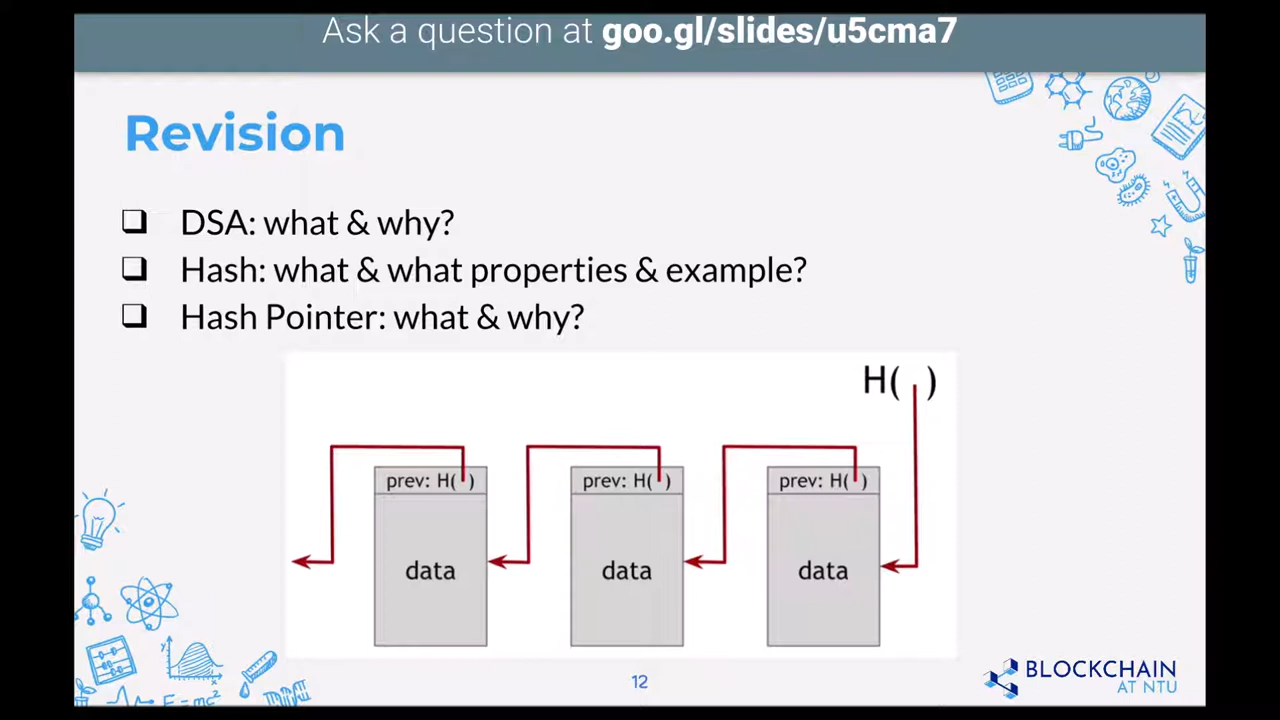 Ask a question at goo.gl/slides/u5cma7
Revision
❑ DSA: what & why?
❑ Hash: what & what properties & example?
❑ Hash Pointer: what & why?
H( )
prev: H( ) prev: H( ) prev: H( )
data data data
E=mc²
12
BLOCKCHAIN
AT NTU